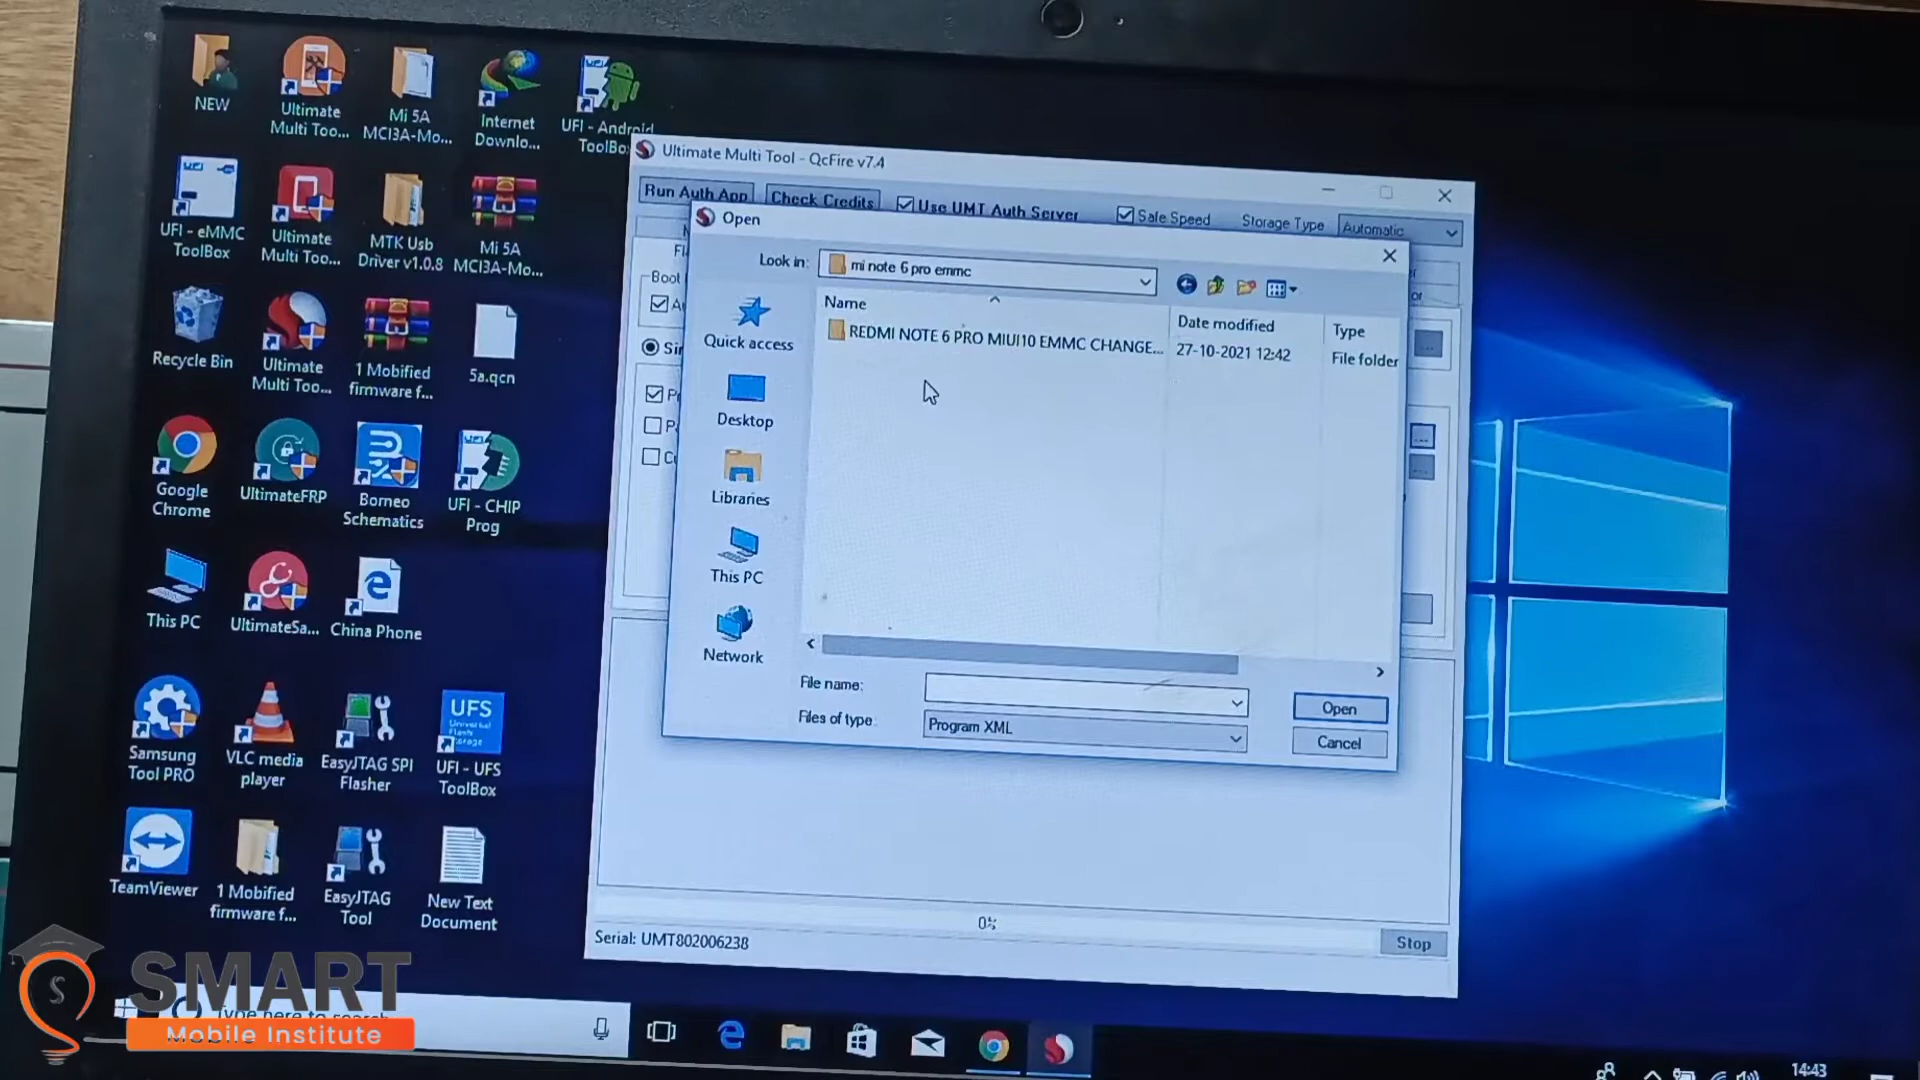 NEW
Ultimate
Multi Too...
Mi 5A
MCI3A-Mo...
Internet
Downlo...
UFI - Android
ToolBo
UFI - eMMC
ToolBox
Ultimate
Multi Too...
MTK Usb
Driver v1.0.8
Mi 5A
MCI3A-Mo...
Recycle Bin
Ultimate
Multi Too...
1 Mobified
firmware f...
5a.qcn
Google
Chrome
UltimateFRP
Borneo
Schematics
UFI - CHIP
Prog
This PC
UltimateSa...
China Phone
Samsung
Tool PRO
VLC media
player
EasyJTAG SPI
Flasher
UFS
UFI - UFS
ToolBox
TeamViewer
1 Mobified
firmware f...
EasyJTAG
Tool
New Text
Document
Ultimate Multi Tool - QcFire v7.4
Run Auth App
Check Credits
Use UMT Auth Server
Safe Speed
Storage Type
Automatic
Boot
Open
Look in:
mi note 6 pro emmc
Name
Date modified
Type
REDMI NOTE 6 PRO MIUI10 EMMC CHANGE...
27-10-2021 12:42
File folder
Quick access
Desktop
Libraries
This PC
Network
File name:
Open
Files of type:
Program XML
Cancel
0%
Serial: UMT802006238
Stop
Type here to search
14:43
S
SMART
Mobile Institute